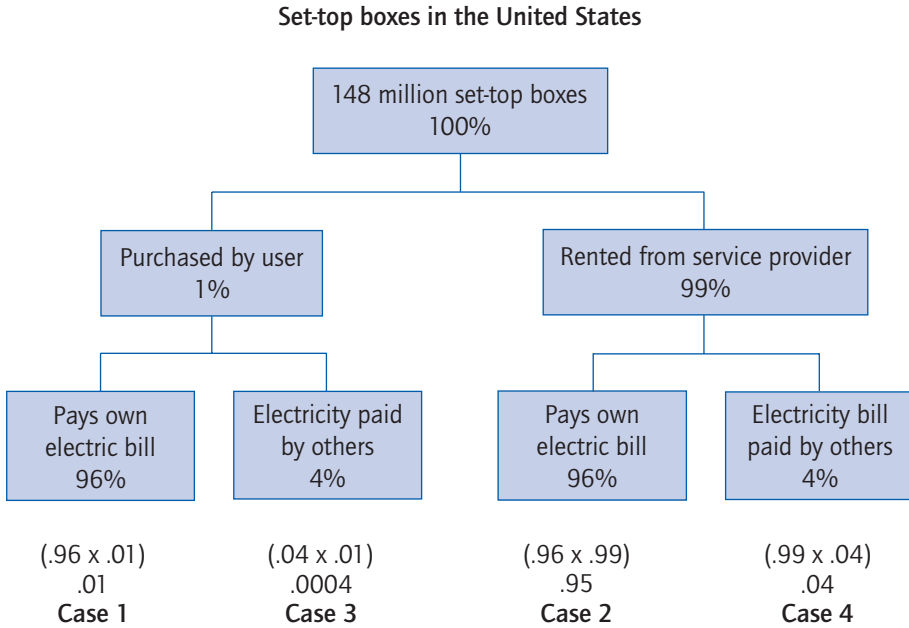 Set-top boxes in the United States
148 million set-top boxes
100%
Purchased by user
1%
Rented from service provider
99%
Pays own
electric bill
96%
Electricity paid
by others
4%
Pays own
electric bill
96%
Electricity bill
paid by others
4%
(.96 x .01)
.01
Case 1
(.04 x .01)
.0004
Case 3
(.96 x .99)
.95
Case 2
(.99 x .04)
.04
Case 4